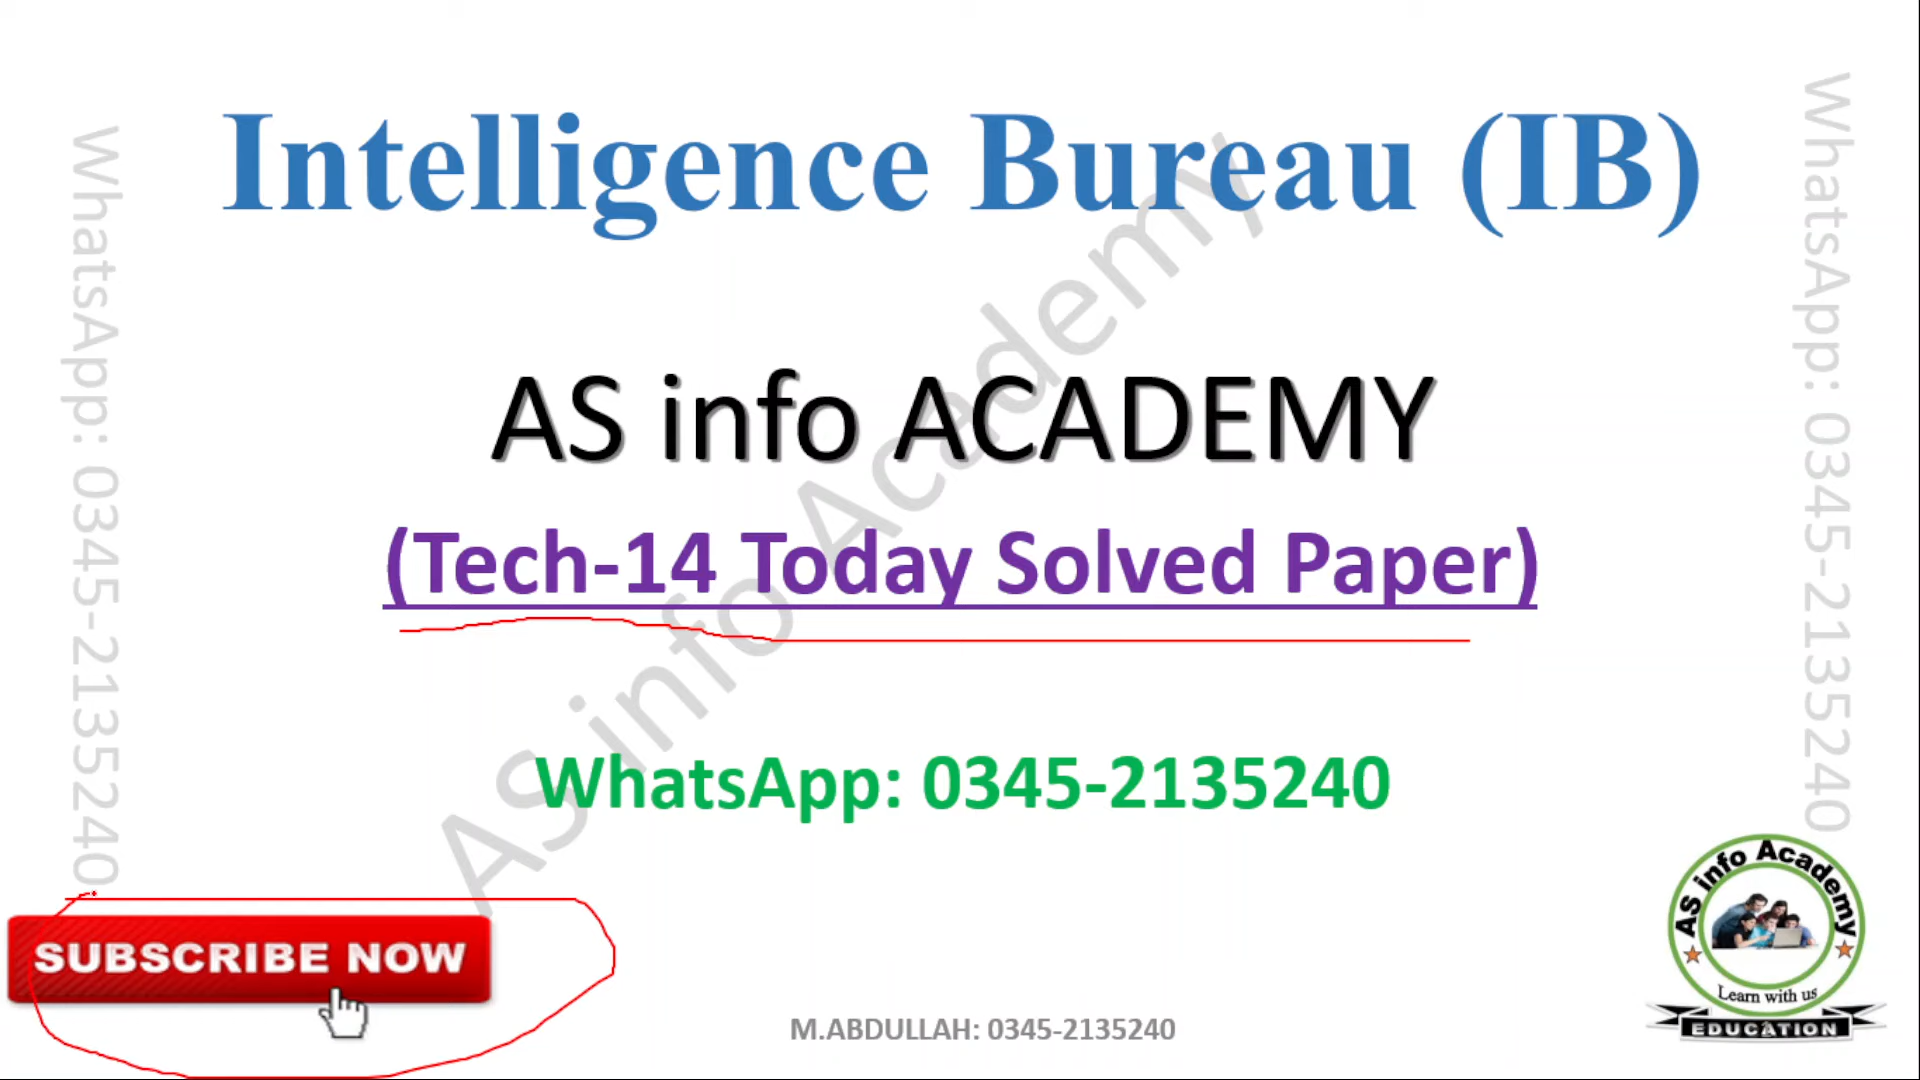 Intelligence Bureau (IB)
AS info ACADEMY
(Tech-14 Today Solved Paper)
WhatsApp: 0345-2135240
WhatsApp: 0345-2135240
WhatsApp: 0345-2135240
AS info Academy
SUBSCRIBE NOW
M.ABDULLAH: 0345-2135240
AS info Academy
Learn with us
EDUCATION